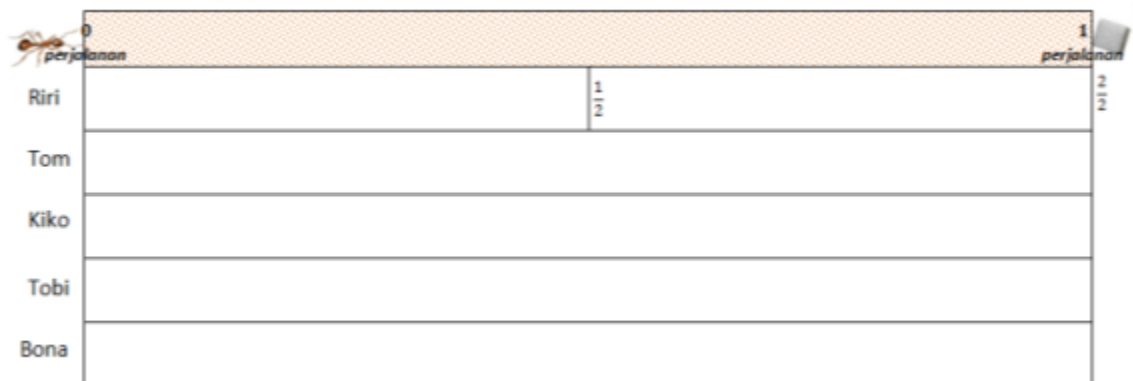 0 1
perjalanan perjalanan
Riri 1/2 2/2
Tom
Kiko
Tobi
Bona